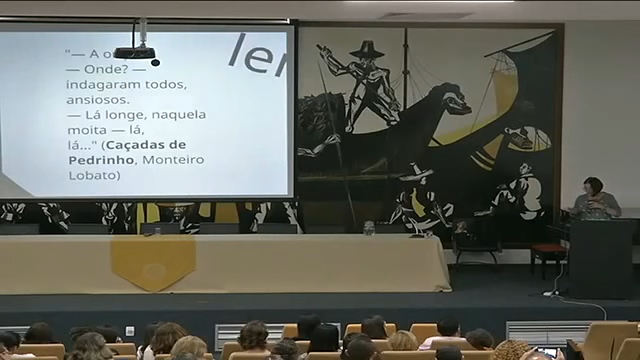 "— A o
— Onde? —
indagaram todos,
ansiosos.
— Lá longe, naquela
moita — lá,
lá..." (Caçadas de
Pedrinho, Monteiro
Lobato)
ler